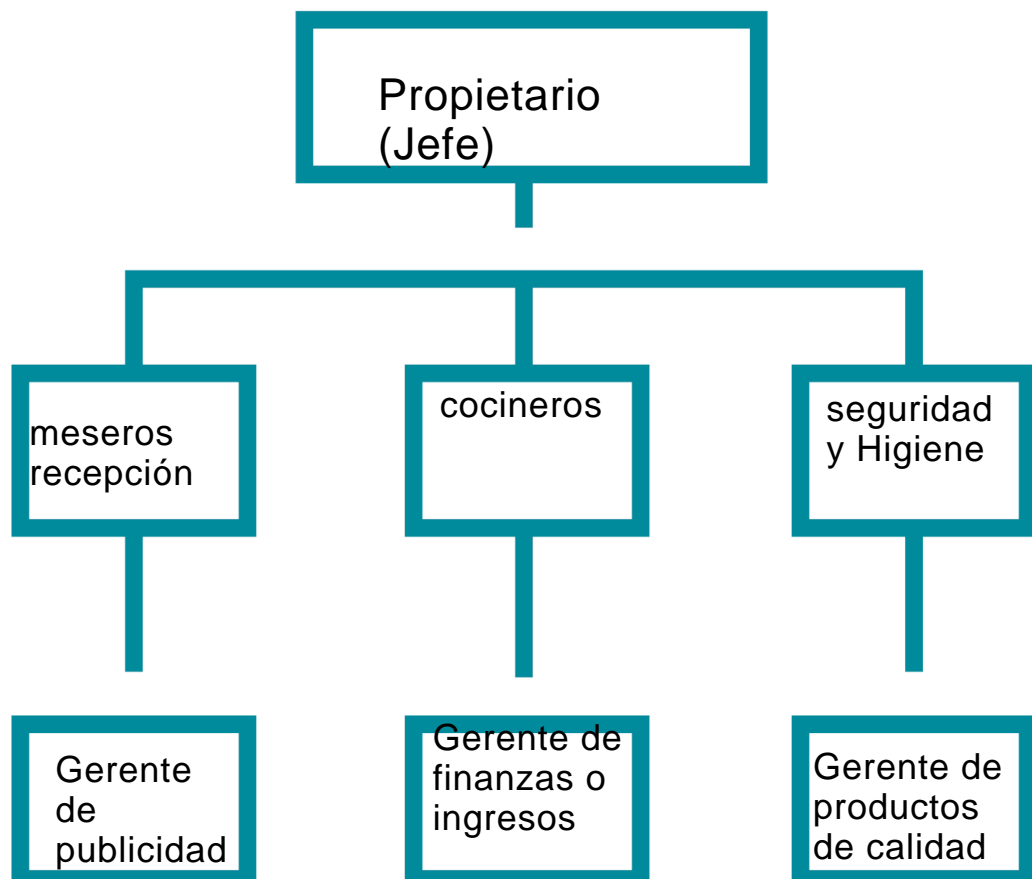 Propietario
(Jefe)
meseros
recepción
cocineros
seguridad
y Higiene
Gerente
de
publicidad
Gerente de
finanzas o
ingresos
Gerente de
productos
de calidad